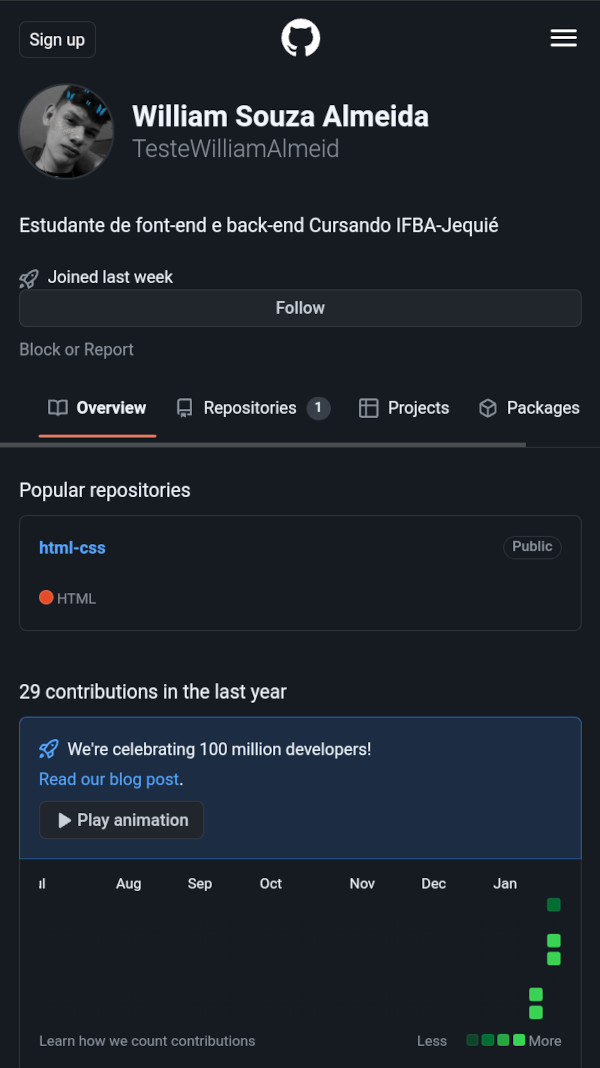 Sign up
William Souza Almeida
TesteWilliamAlmeid
Estudante de font-end e back-end Cursando IFBA-Jequié
Joined last week
Follow
Block or Report
Overview Repositories 1 Projects Packages
Popular repositories
html-css Public
HTML
29 contributions in the last year
We're celebrating 100 million developers!
Read our blog post.
Play animation
Aug Sep Oct Nov Dec Jan
Learn how we count contributions Less More